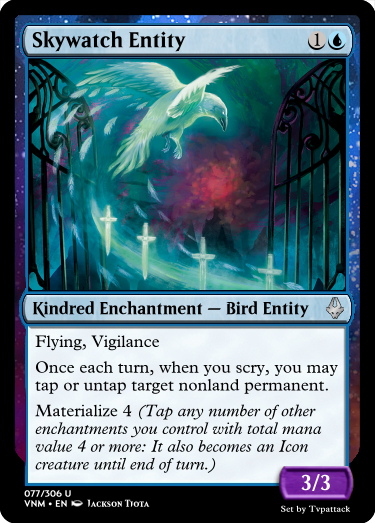 Skywatch Entity
1
Kindred Enchantment — Bird Entity
Flying, Vigilance
Once each turn, when you scry, you may
tap or untap target nonland permanent.
Materialize 4 (Tap any number of other
enchantments you control with total mana
value 4 or more: It also becomes an Icon
creature until end of turn.)
3/3
077/306 U
VNM • EN Jackson Tjota
Set by Tvpattack